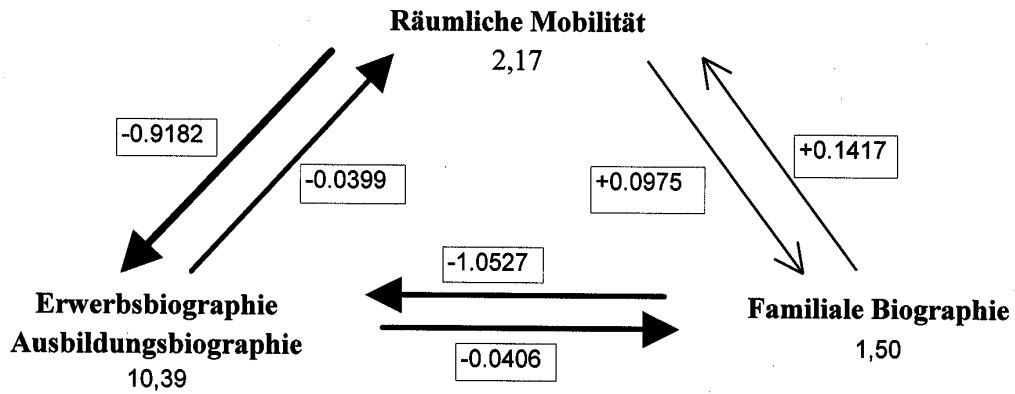 Räumliche Mobilität
2,17
-0.9182
-0.0399
+0.0975
+0.1417
-1.0527
Erwerbsbiographie
Ausbildungsbiographie
10,39
-0.0406
Familiale Biographie
1,50